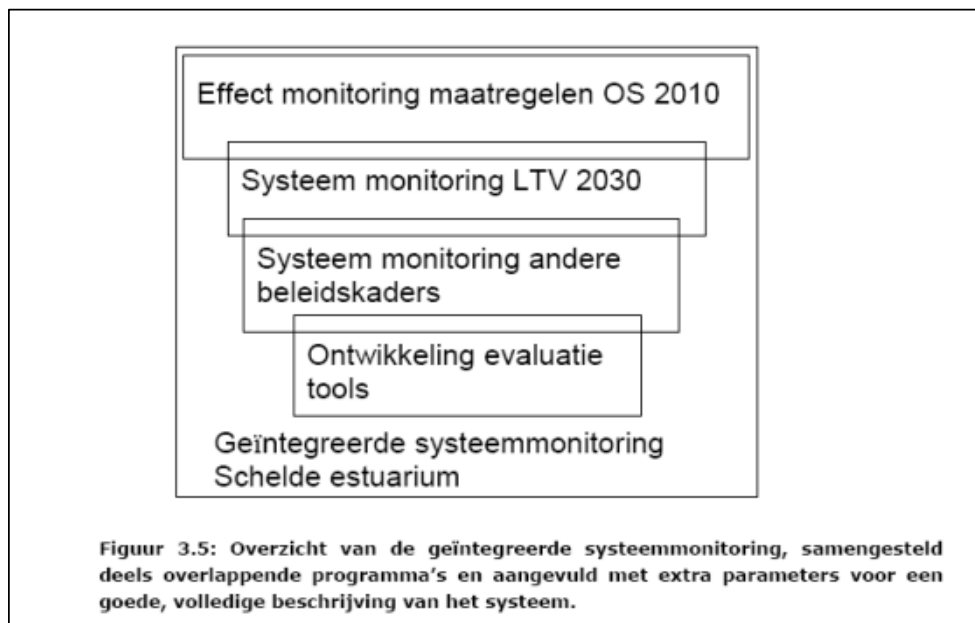 Effect monitoring maatregelen OS 2010
Systeem monitoring LTV 2030
Systeem monitoring andere
beleidskaders
Ontwikkeling evaluatie
tools
Geïntegreerde systeemmonitoring
Schelde estuarium
Figuur 3.5: Overzicht van de geïntegreerde systeemmonitoring, samengesteld
deels overlappende programma's en aangevuld met extra parameters voor een
goede, volledige beschrijving van het systeem.